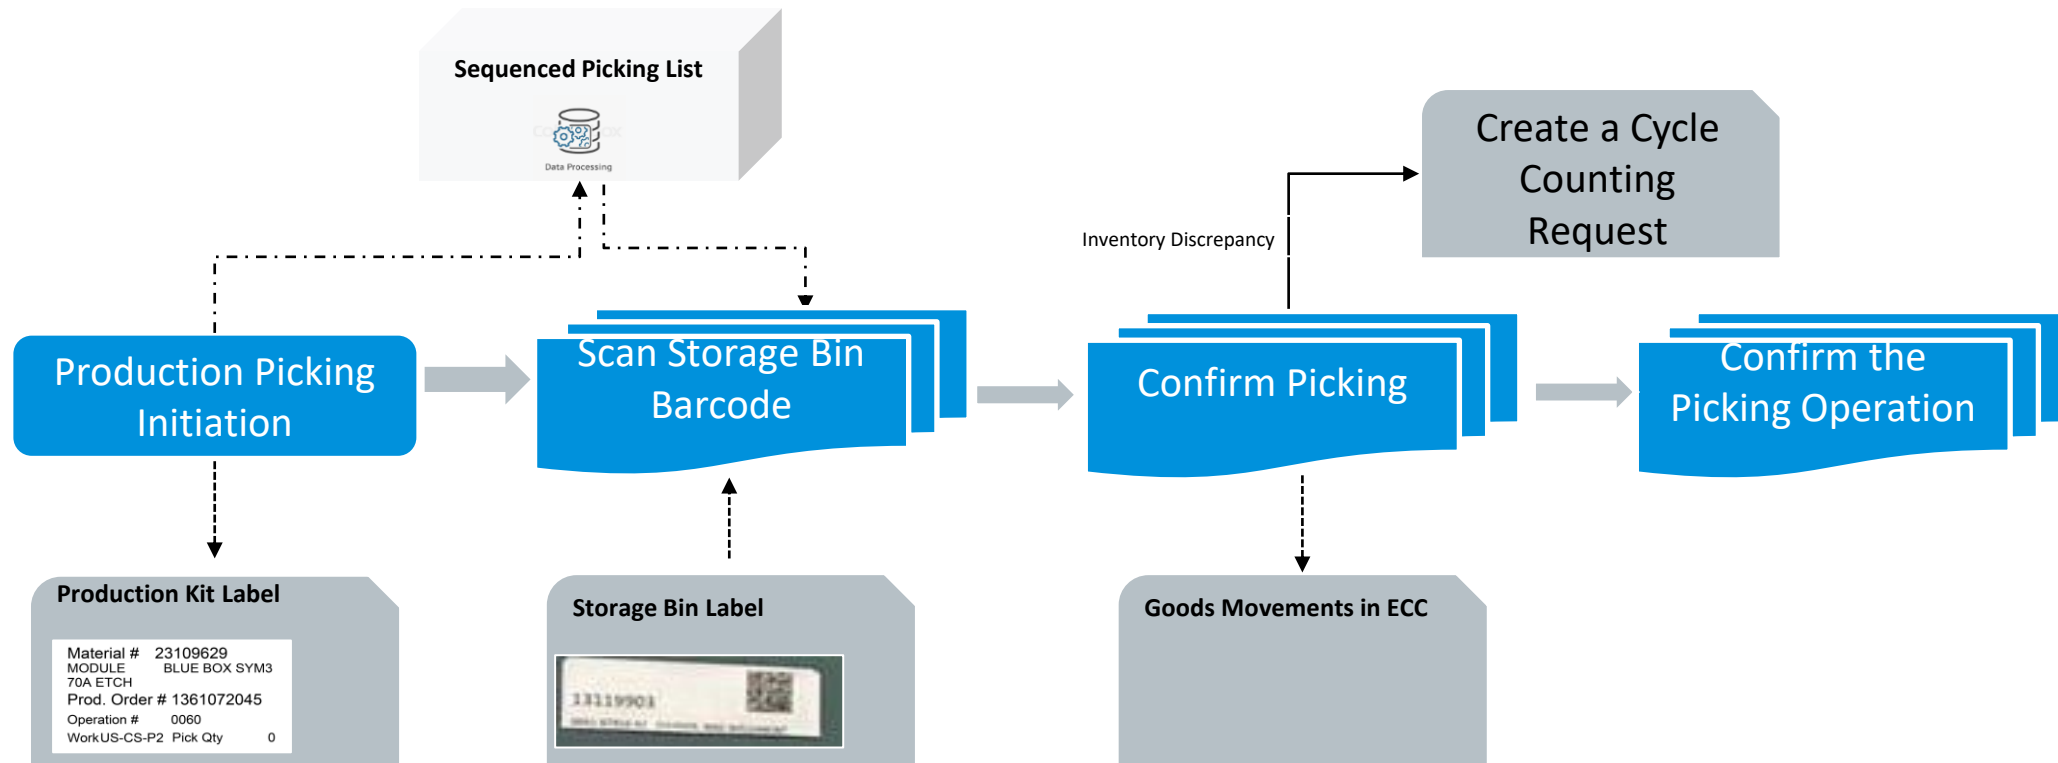 Sequenced Picking List
Data Processing
Create a Cycle
Counting
Request
Inventory Discrepancy
Production Picking
Initiation
Scan Storage Bin
Barcode
Confirm Picking
Confirm the
Picking Operation
Production Kit Label
Material # 23109629
MODULE BLUE BOX SYM3
70A ETCH
Prod. Order # 1361072045
Operation # 0060
WorkUS-CS-P2 Pick Qty 0
Storage Bin Label
13119903
Goods Movements in ECC